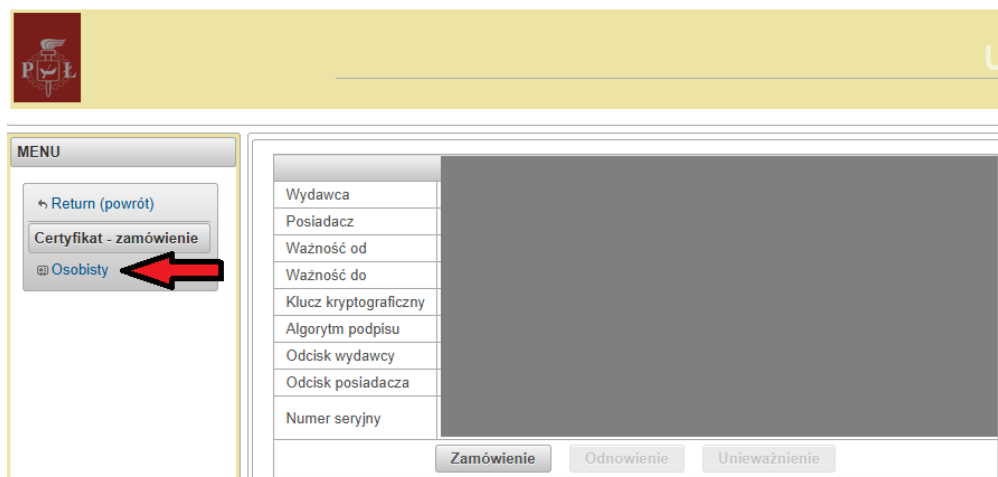 P Ł
U
MENU
Return (powrót)
Certyfikat - zamówienie
Osobisty
Wydawca
Posiadacz
Ważność od
Ważność do
Klucz kryptograficzny
Algorytm podpisu
Odcisk wydawcy
Odcisk posiadacza
Numer seryjny
Zamówienie Odnowienie Unieważnienie